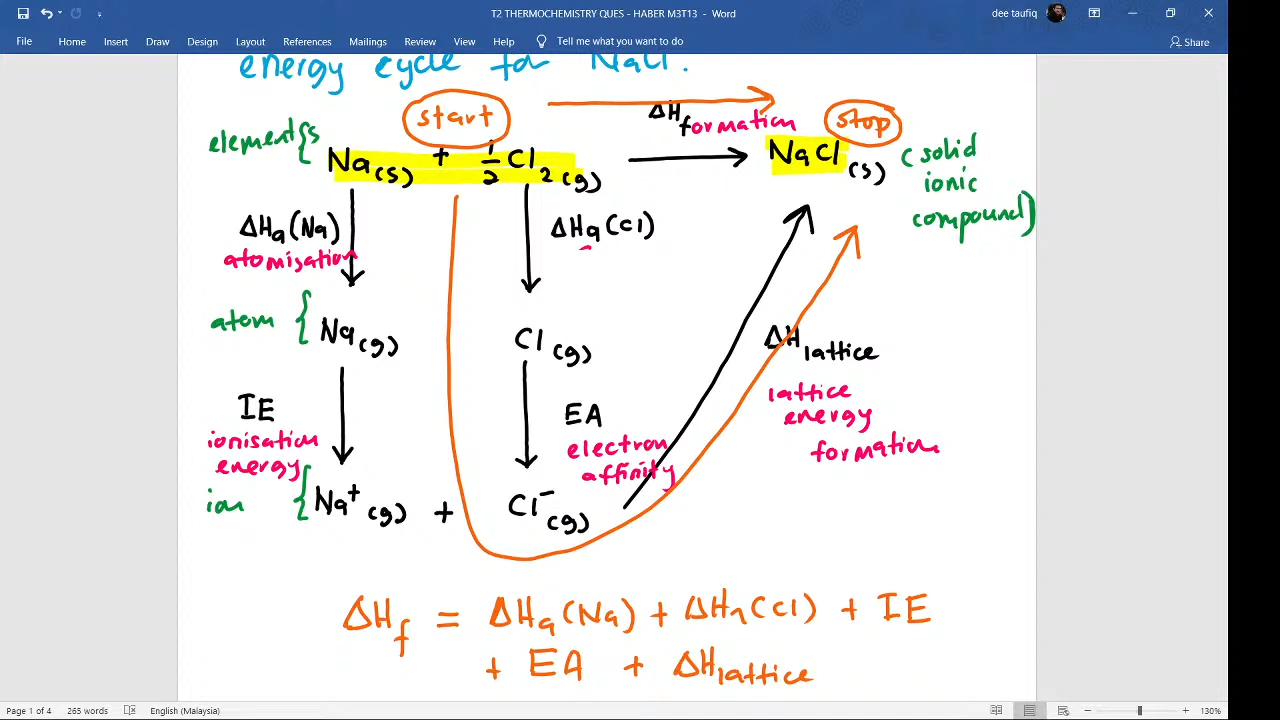 T2 THERMOCHEMISTRY QUES - HABER M3T13 - Word
dee taufiq
File Home Insert Draw Design Layout References Mailings Review View Help Tell me what you want to do
Share
energy cycle for NaCl.
start
ΔHformation
stop
element{s
Na(s) + 1/2 Cl2(g)
NaCl(s)
(solid
ionic
compound)
ΔHa(Na)
atomisation
ΔHa(Cl)
atom {
Na(g)
Cl(g)
ΔHlattice
lattice
energy
formation
IE
ionisation
energy
EA
electron
affinity
ion {
Na+(g) + Cl-(g)
ΔHf = ΔHa(Na) + ΔHa(Cl) + IE
+ EA + ΔHlattice
Page 1 of 4 265 words English (Malaysia) 130%